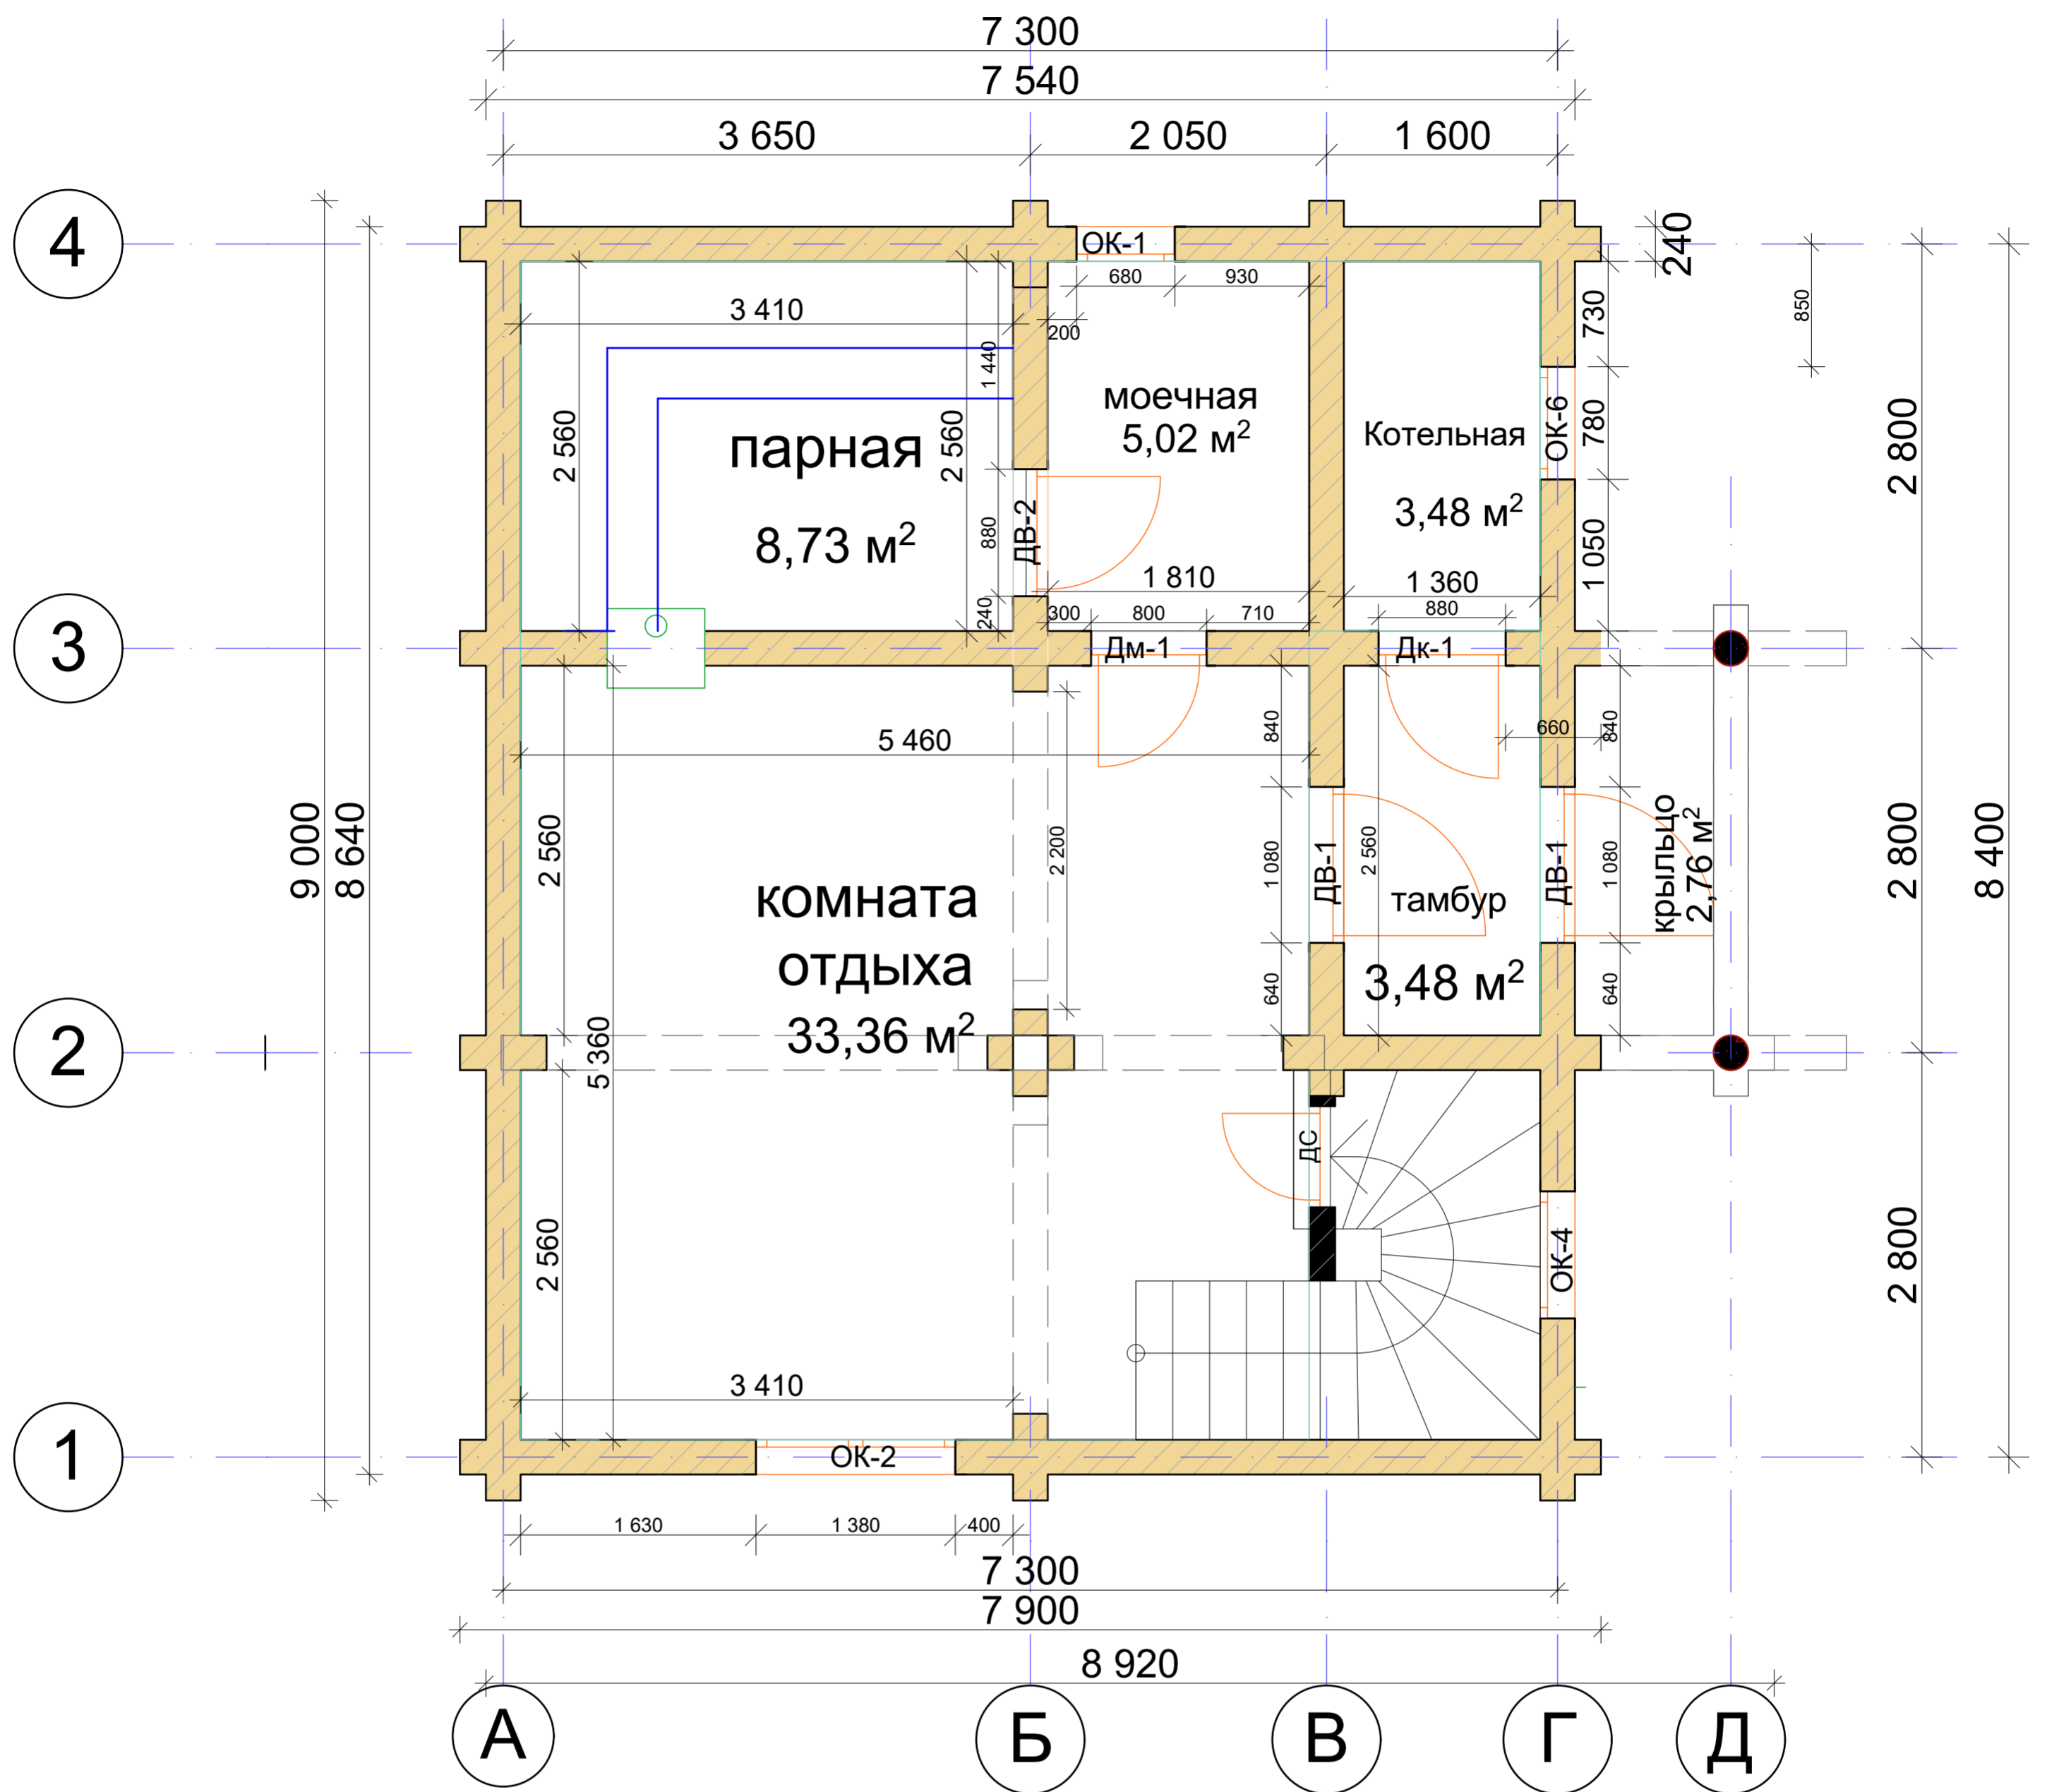 7 300
7 540
3 650
2 050
1 600
4
ОК-1
240
680
930
3 410
200
730
850
1 440
2 560
2 560
моечная
5,02 м²
Котельная
3,48 м²
ОК-6
780
2 800
парная
8,73 м²
880
ДВ-2
1 050
1 810
1 360
240
300
800
710
880
3
Дм-1
Дк-1
5 460
840
660
840
9 000
8 640
2 560
2 200
1 080
ДВ-1
2 560
тамбур
3,48 м²
ДВ-1
1 080
крыльцо
2,76 м²
2 800
8 400
комната
отдыха
33,36 м²
640
640
2
5 360
ДС
2 560
ОК-4
2 800
3 410
1
ОК-2
1 630
1 380
400
7 300
7 900
8 920
А
Б
В
Г
Д